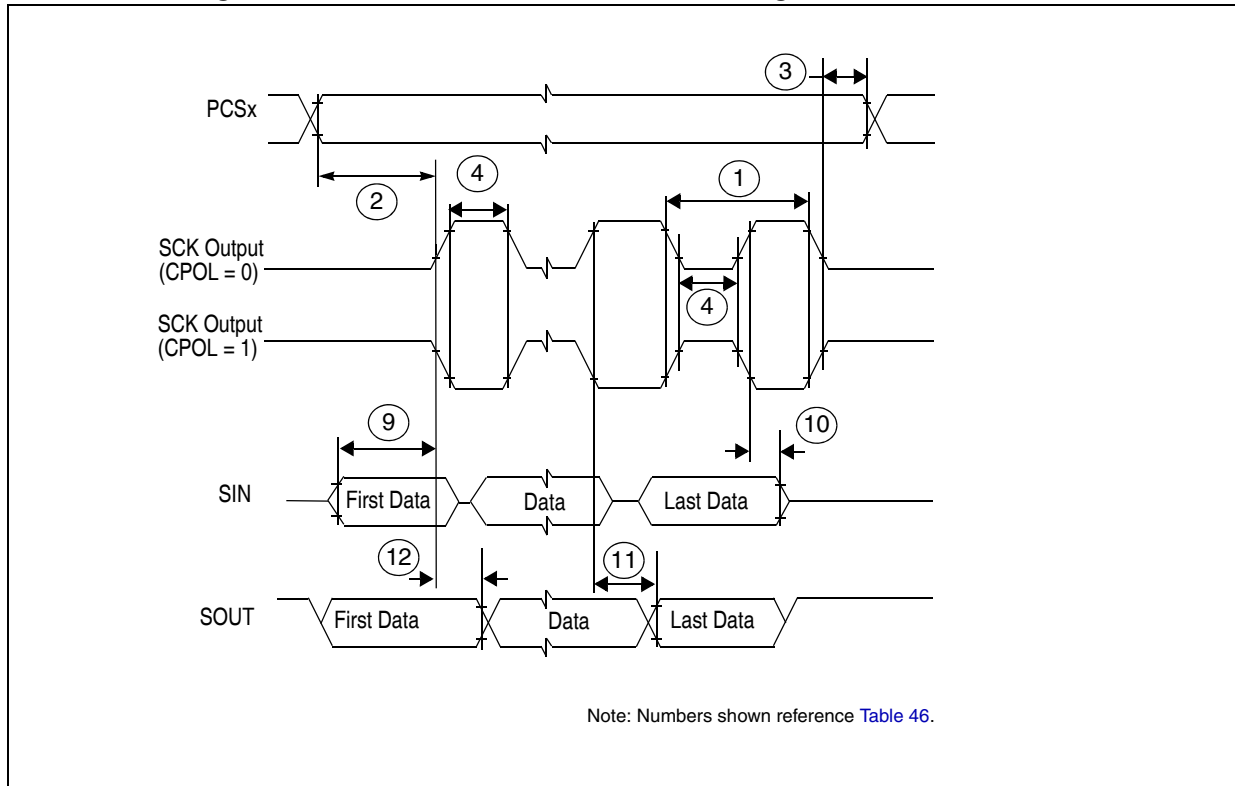 3
PCSx
2
4
1
SCK Output
(CPOL = 0)
4
SCK Output
(CPOL = 1)
9
10
SIN
First Data
Data
Last Data
12
11
SOUT
First Data
Data
Last Data
Note: Numbers shown reference Table 46.